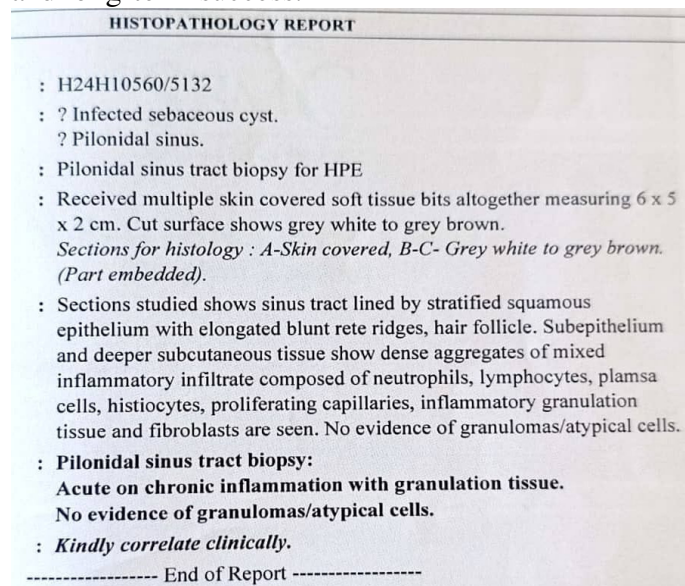 HISTOPATHOLOGY REPORT
: H24H10560/5132
: ? Infected sebaceous cyst.
? Pilonidal sinus.
: Pilonidal sinus tract biopsy for HPE
: Received multiple skin covered soft tissue bits altogether measuring 6 x 5
x 2 cm. Cut surface shows grey white to grey brown.
Sections for histology : A-Skin covered, B-C- Grey white to grey brown.
(Part embedded).
: Sections studied shows sinus tract lined by stratified squamous
epithelium with elongated blunt rete ridges, hair follicle. Subepithelium
and deeper subcutaneous tissue show dense aggregates of mixed
inflammatory infiltrate composed of neutrophils, lymphocytes, plamsa
cells, histiocytes, proliferating capillaries, inflammatory granulation
tissue and fibroblasts are seen. No evidence of granulomas/atypical cells.
: Pilonidal sinus tract biopsy:
Acute on chronic inflammation with granulation tissue.
No evidence of granulomas/atypical cells.
: Kindly correlate clinically.
------------------ End of Report ------------------